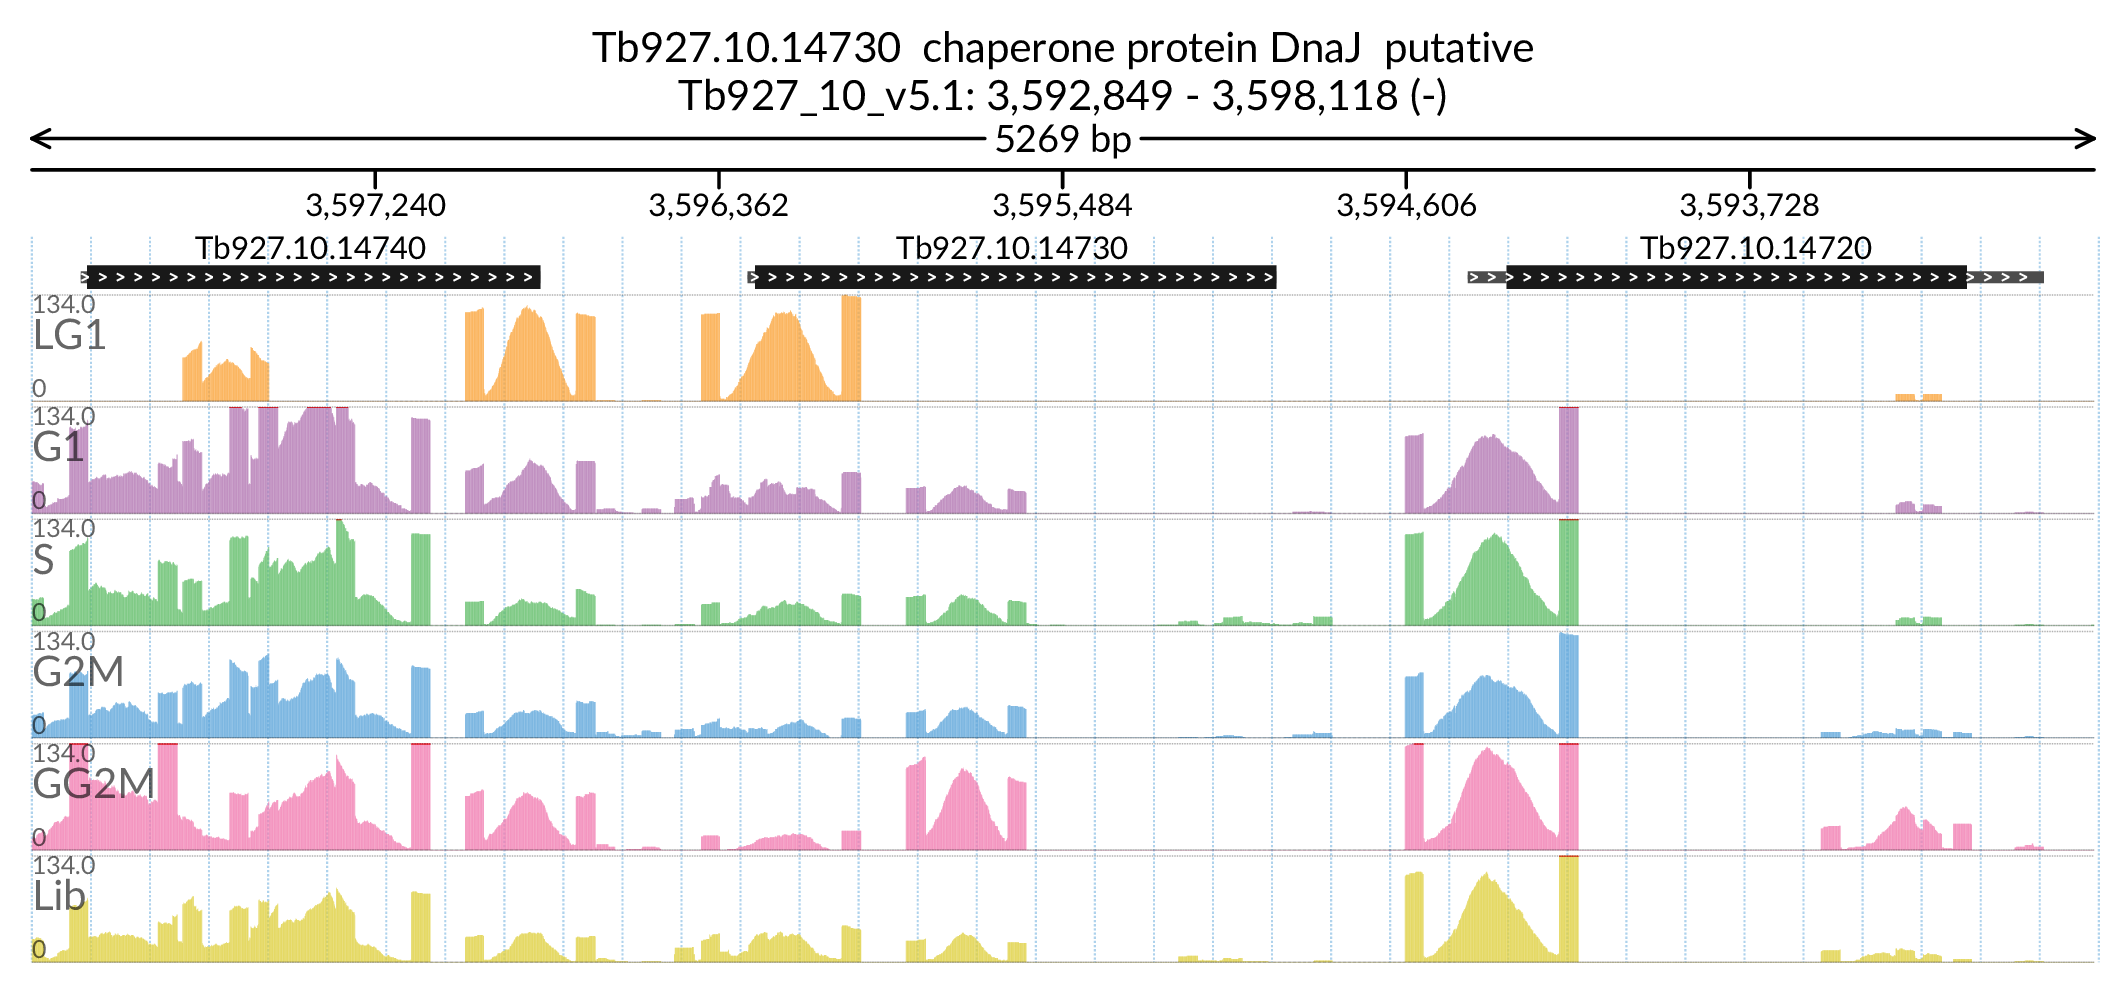 Tb927.10.14730 chaperone protein DnaJ putative
Tb927_10_v5.1: 3,592,849 - 3,598,118 (-)
5269 bp
3,597,240 3,596,362 3,595,484 3,594,606 3,593,728
Tb927.10.14740 Tb927.10.14730 Tb927.10.14720
134.0
LG1
0
134.0
G1
0
134.0
S
0
134.0
G2M
0
134.0
GG2M
0
134.0
Lib
0